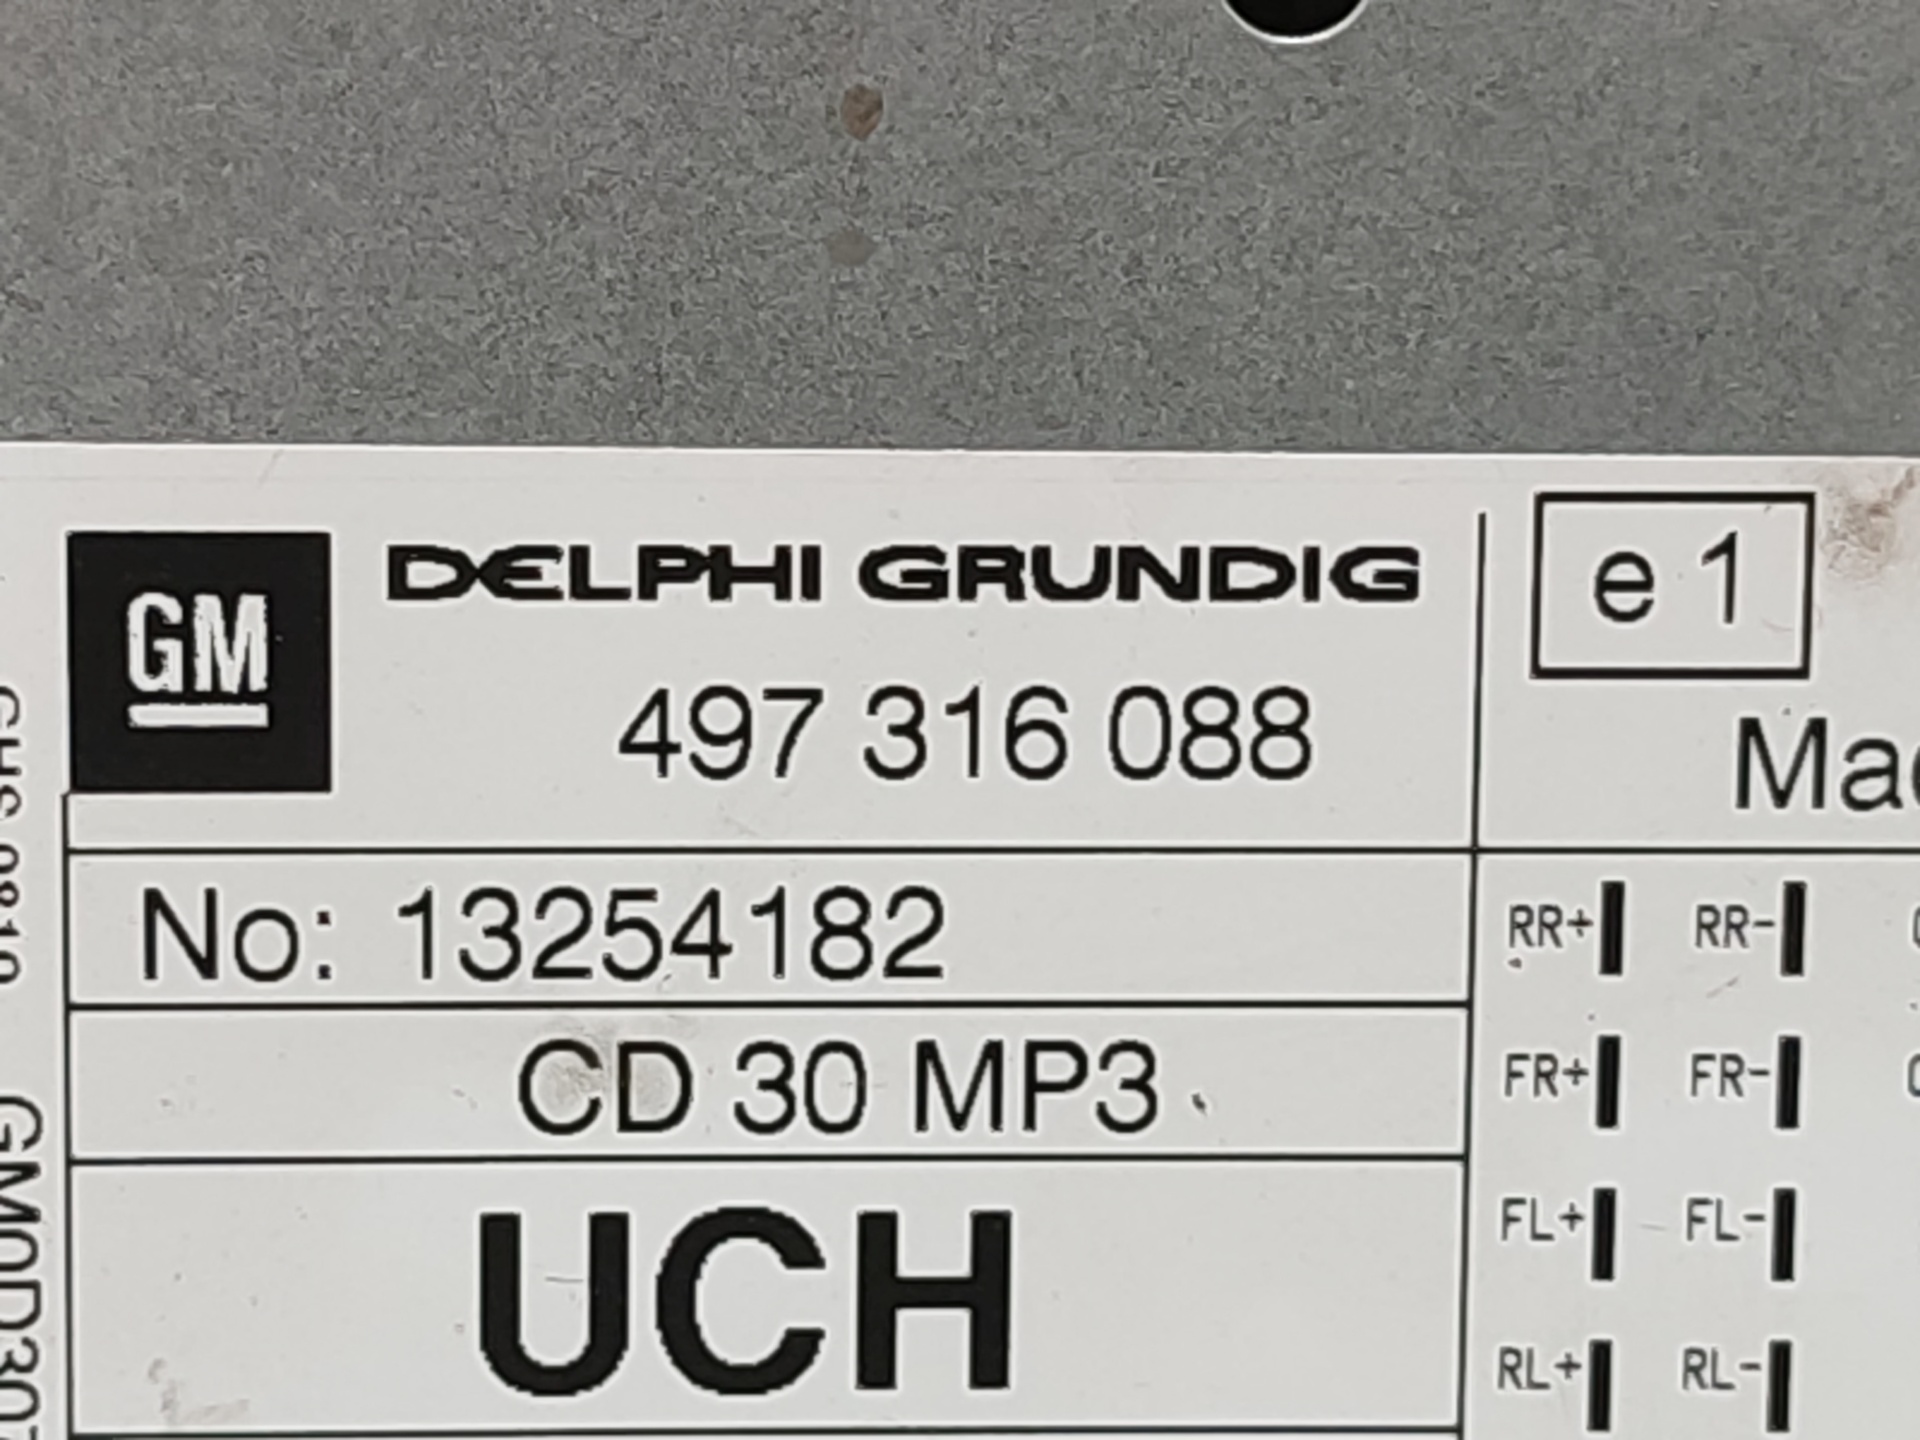 GM
DELPHI GRUNDIG
497 316 088
e 1
No: 13254182
CD 30 MP3
UCH
RR+ RR-
FR+ FR-
FL+ FL-
RL+ RL-